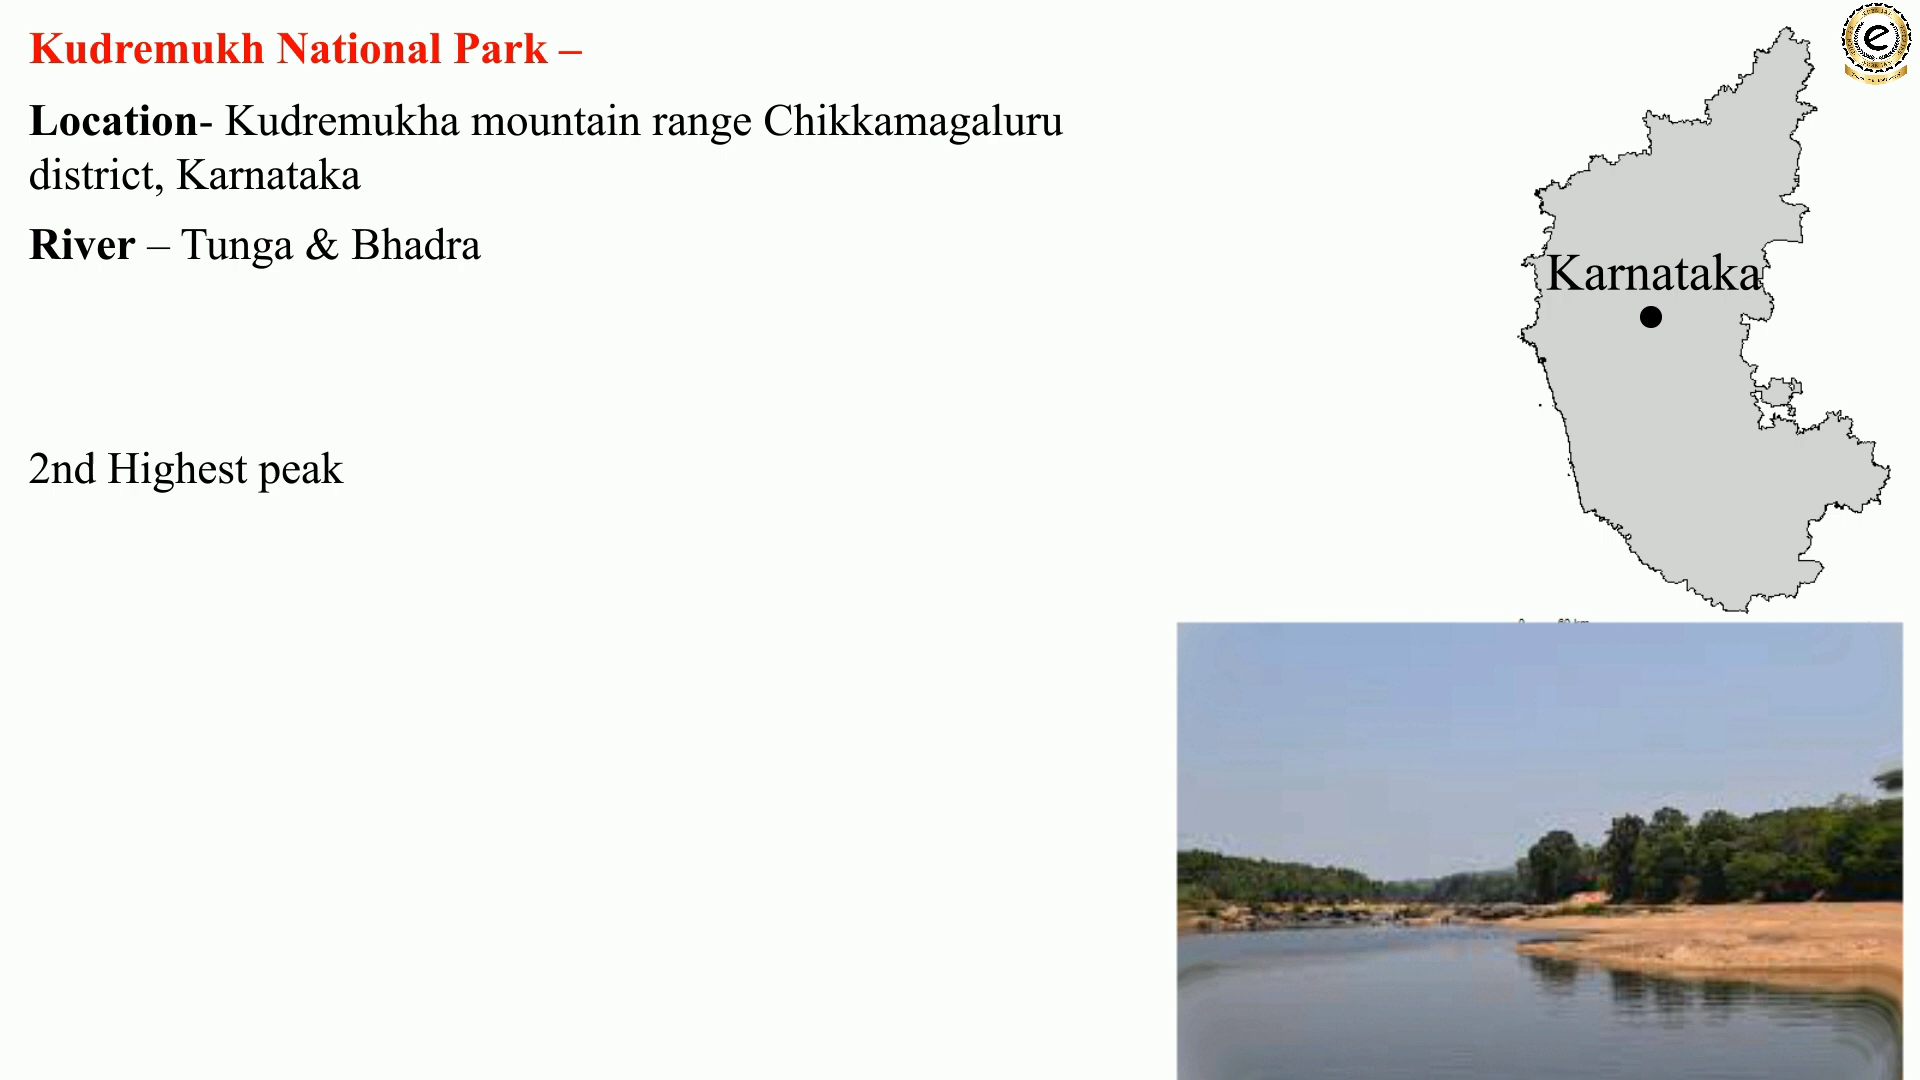 Kudremukh National Park –
Location- Kudremukha mountain range Chikkamagaluru
district, Karnataka
River – Tunga & Bhadra
2nd Highest peak
Karnataka
e